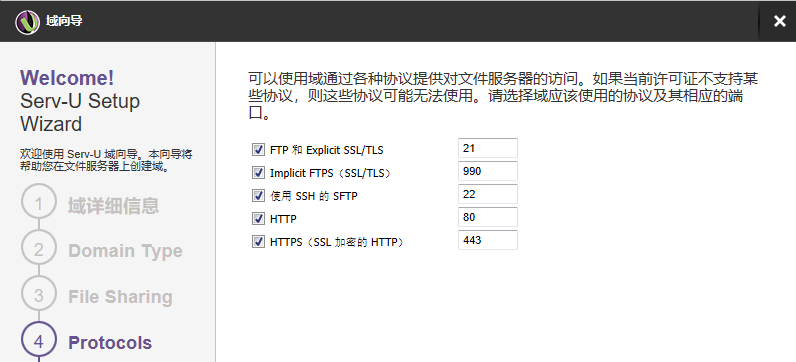 域向导
Welcome!
Serv-U Setup
Wizard
欢迎使用 Serv-U 域向导。本向导将
帮助您在文件服务器上创建域。
1 域详细信息
2 Domain Type
3 File Sharing
4 Protocols
可以使用域通过各种协议提供对文件服务器的访问。如果当前许可证不支持某
些协议，则这些协议可能无法使用。请选择域应该使用的协议及其相应的端
口。
FTP 和 Explicit SSL/TLS 21
Implicit FTPS（SSL/TLS） 990
使用 SSH 的 SFTP 22
HTTP 80
HTTPS（SSL 加密的 HTTP） 443